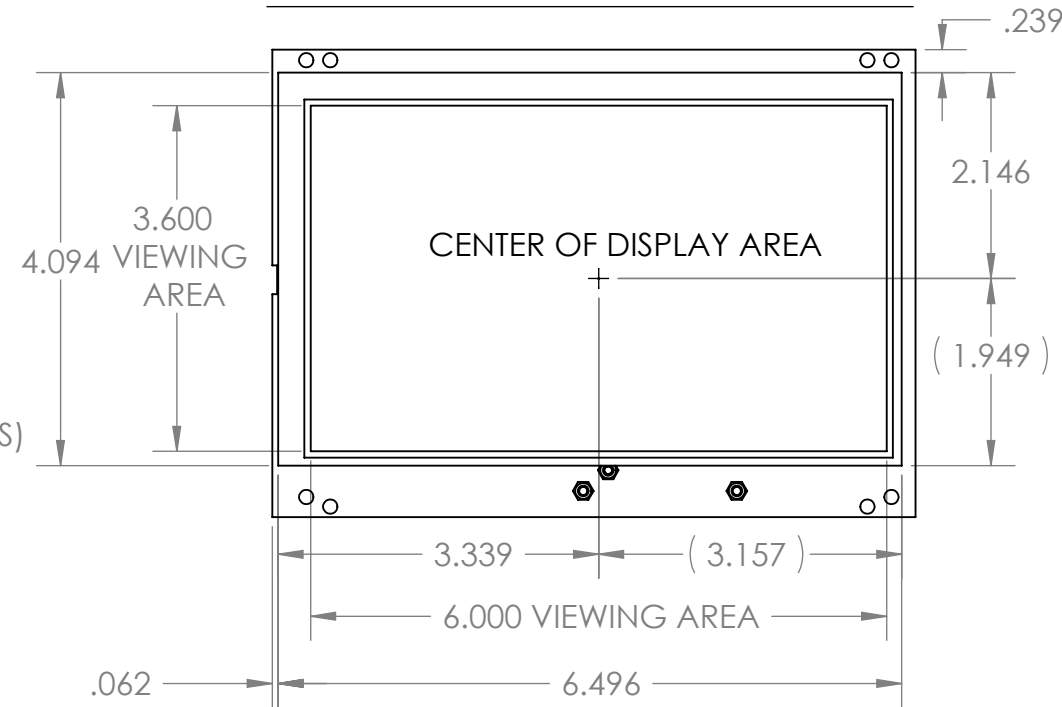 .239
2.146
3.600
VIEWING
AREA
4.094
CENTER OF DISPLAY AREA
( 1.949 )
S)
3.339
( 3.157 )
6.000 VIEWING AREA
.062
6.496